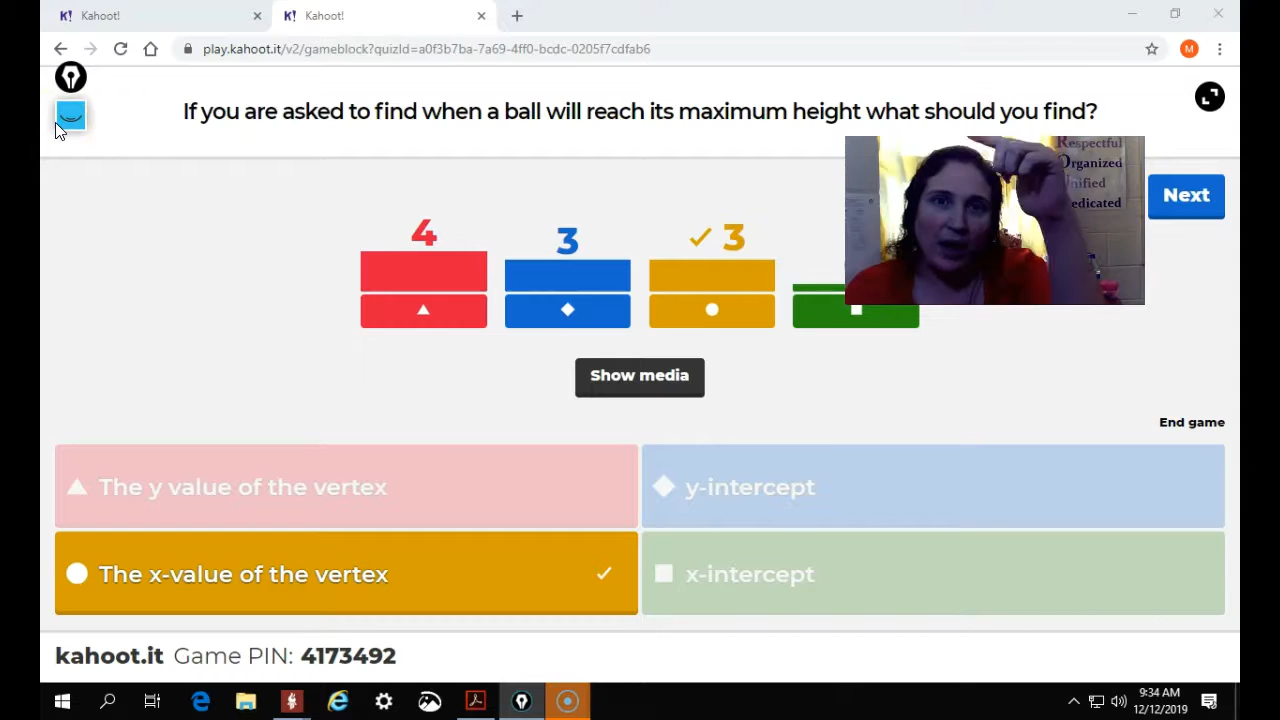 Kahoot!
Kahoot!
play.kahoot.it/v2/gameblock?quizId=a0f3b7ba-7a69-4ff0-bcdc-0205f7cdfab6
M
If you are asked to find when a ball will reach its maximum height what should you find?
Respectful
Organized
Unified
Dedicated
Next
4
3
3
Show media
End game
The y value of the vertex
y-intercept
The x-value of the vertex
x-intercept
kahoot.it Game PIN: 4173492
9:34 AM
12/12/2019